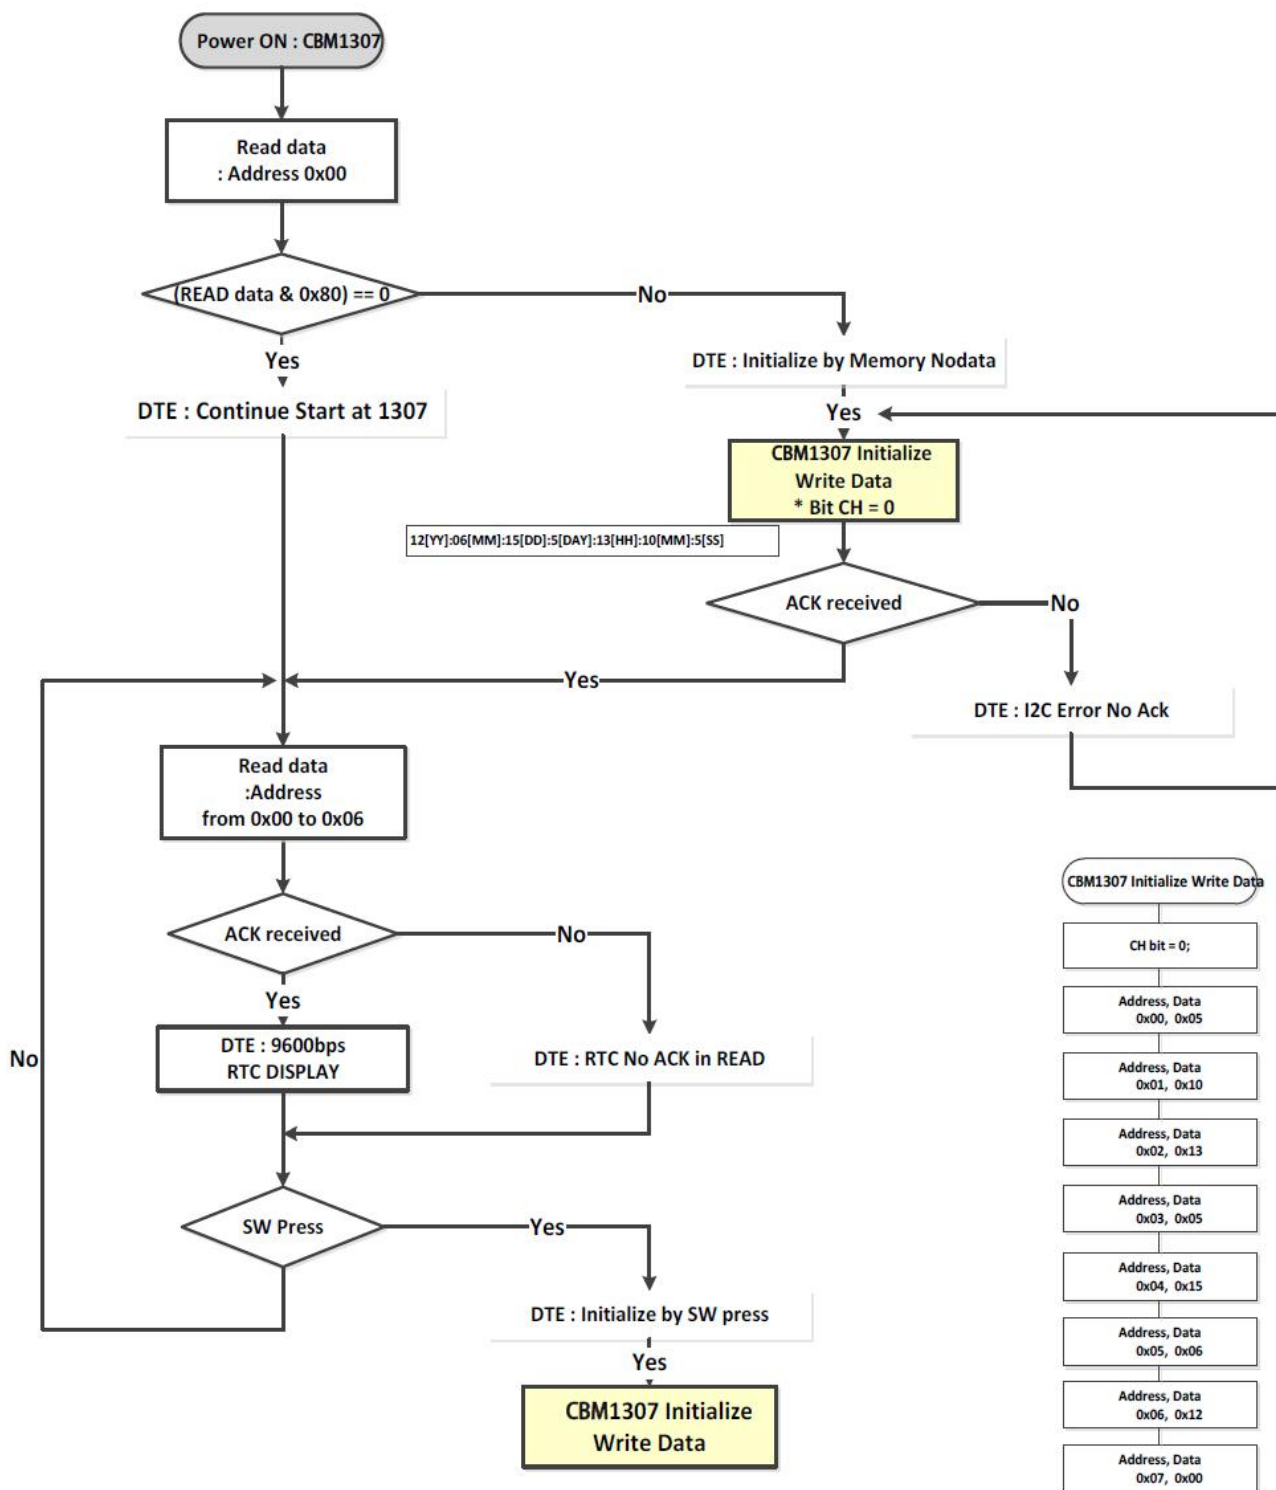 Power ON : CBM1307
Read data
: Address 0x00
(READ data & 0x80) == 0
No
Yes
DTE : Initialize by Memory Nodata
DTE : Continue Start at 1307
Yes
CBM1307 Initialize
Write Data
* Bit CH = 0
12[YY]:06[MM]:15[DD]:5[DAY]:13[HH]:10[MM]:5[SS]
ACK received
No
Yes
DTE : I2C Error No Ack
Read data
:Address
from 0x00 to 0x06
ACK received
No
Yes
DTE : 9600bps
RTC DISPLAY
DTE : RTC No ACK in READ
No
SW Press
Yes
DTE : Initialize by SW press
Yes
CBM1307 Initialize
Write Data
CBM1307 Initialize Write Data
CH bit = 0;
Address, Data
0x00, 0x05
Address, Data
0x01, 0x10
Address, Data
0x02, 0x13
Address, Data
0x03, 0x05
Address, Data
0x04, 0x15
Address, Data
0x05, 0x06
Address, Data
0x06, 0x12
Address, Data
0x07, 0x00